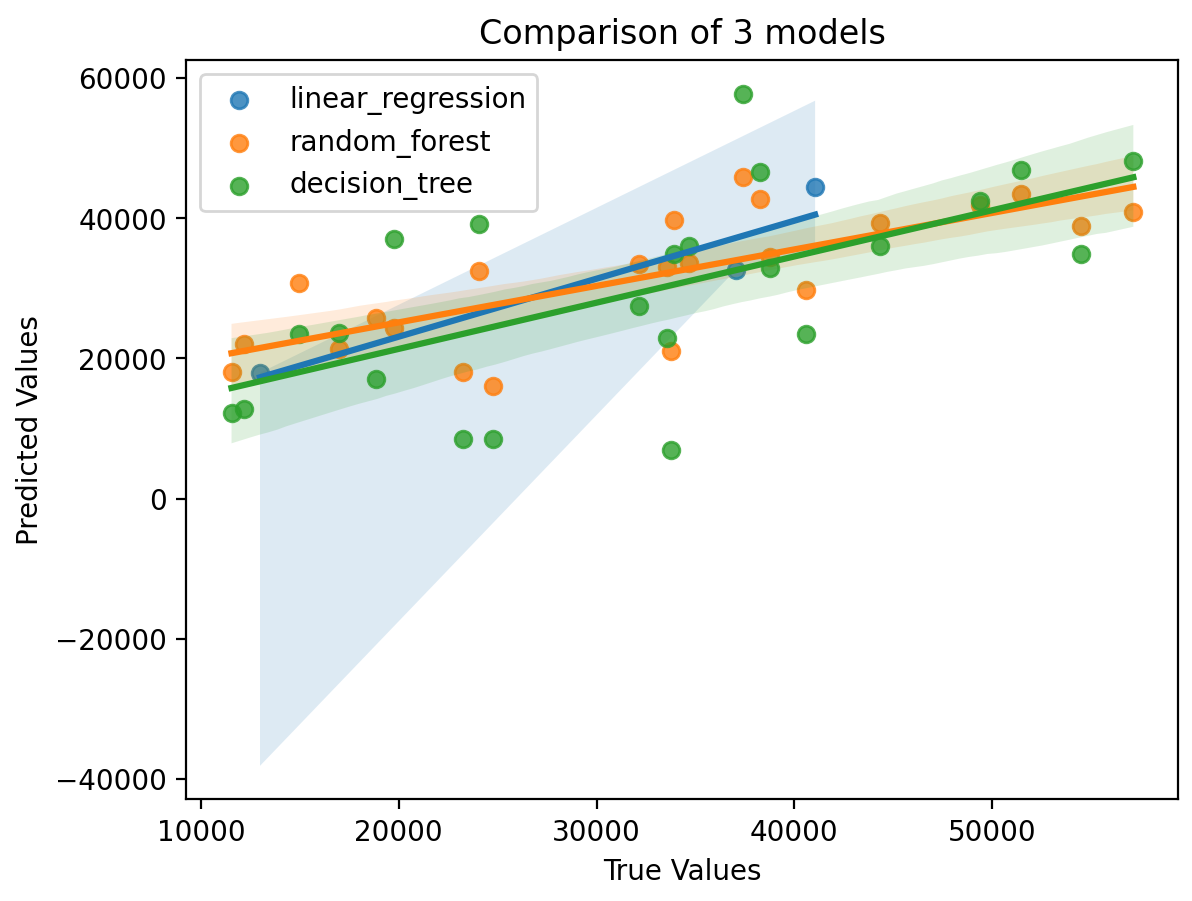 Comparison of 3 models
linear_regression
random_forest
decision_tree
60000
40000
20000
0
−20000
−40000
Predicted Values
10000 20000 30000 40000 50000
True Values